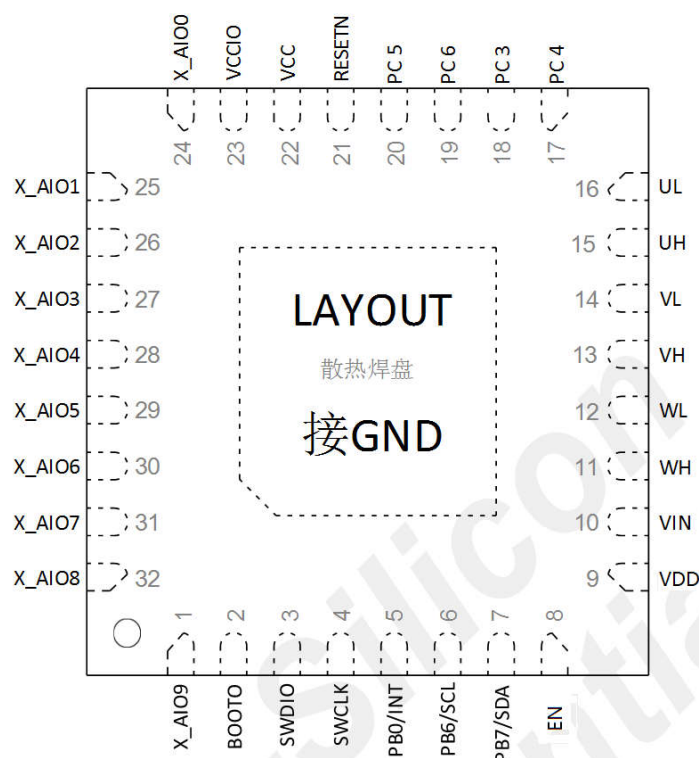 X_AIO0
VCCIO
VCC
RESETN
PC 5
PC 6
PC 3
PC 4
24
23
22
21
20
19
18
17
X_AIO1 25
X_AIO2 26
X_AIO3 27
X_AIO4 28
X_AIO5 29
X_AIO6 30
X_AIO7 31
X_AIO8 32
16 UL
15 UH
14 VL
13 VH
12 WL
11 WH
10 VIN
9 VDD
LAYOUT
散热焊盘
接GND
1
2
3
4
5
6
7
8
X_AIO9
BOOTO
SWDIO
SWCLK
PB0/INT
PB6/SCL
PB7/SDA
EN
Silicon